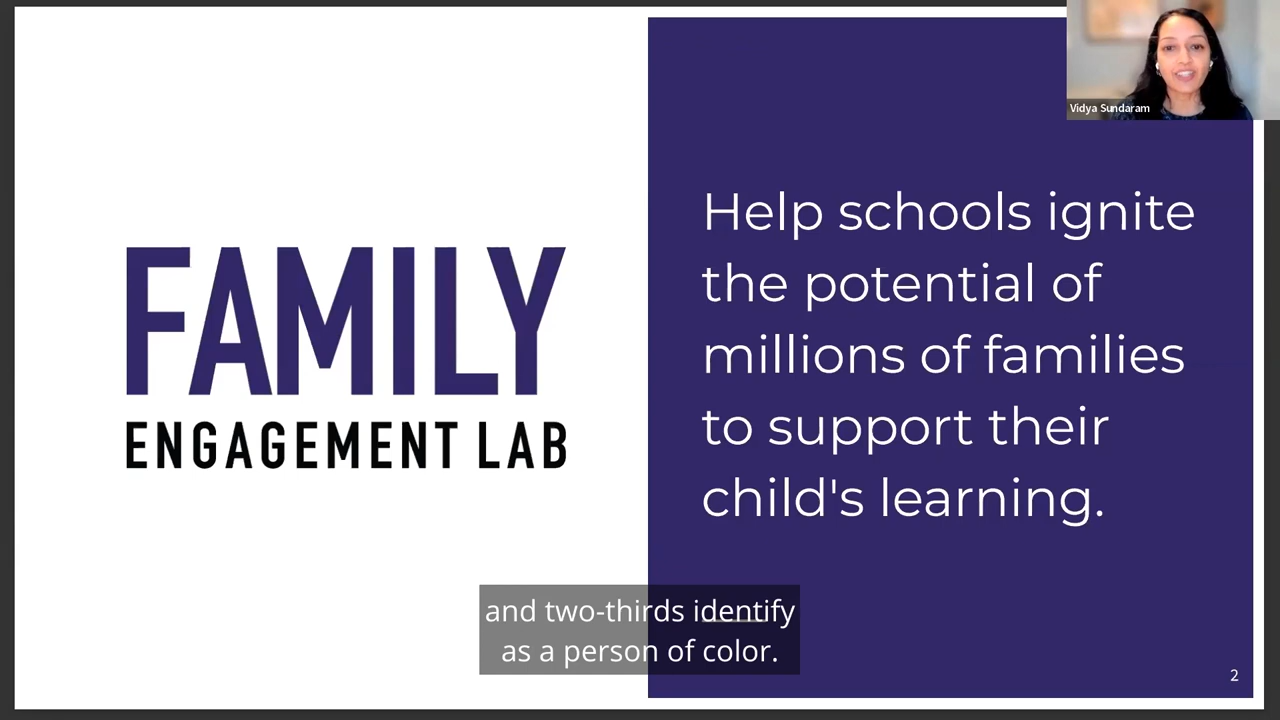 Vidya Sundaram
FAMILY
ENGAGEMENT LAB
Help schools ignite
the potential of
millions of families
to support their
child's learning.
and two-thirds identify
as a person of color.
2